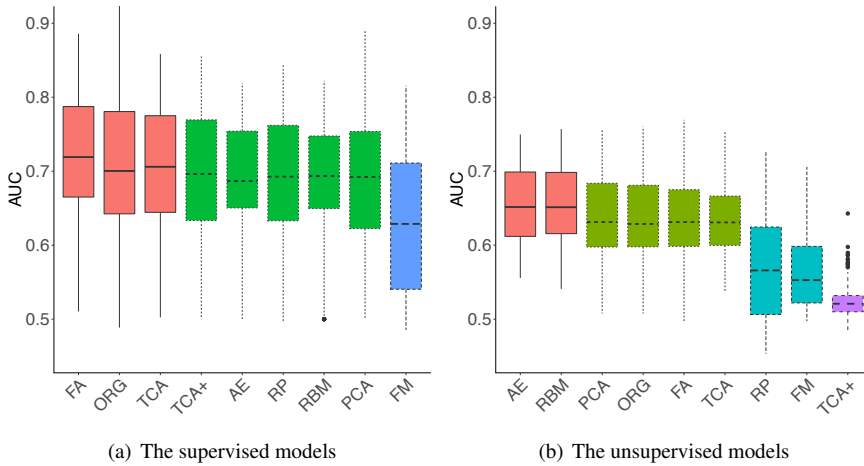 0.9
0.8
0.7
0.6
0.5
AUC
FA
ORG
TCA
TCA+
AE
RP
RBM
PCA
FM
(a) The supervised models
0.9
0.8
0.7
0.6
0.5
AUC
AE
RBM
PCA
ORG
FA
TCA
RP
FM
TCA+
(b) The unsupervised models